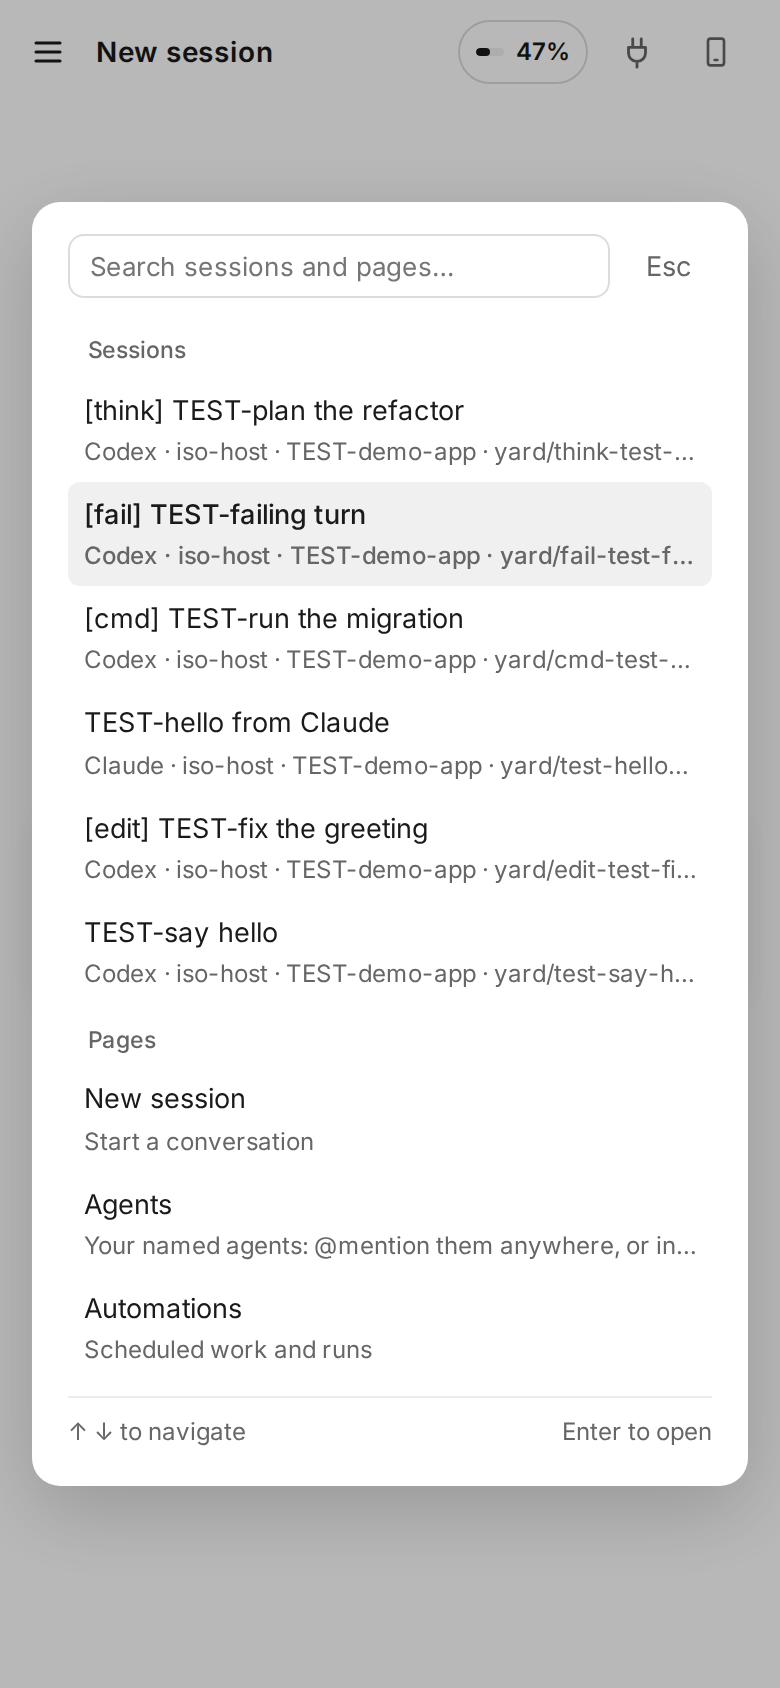 New session
47%
Search sessions and pages...
Esc
Sessions
[think] TEST-plan the refactor
Codex · iso-host · TEST-demo-app · yard/think-test-...
[fail] TEST-failing turn
Codex · iso-host · TEST-demo-app · yard/fail-test-f...
[cmd] TEST-run the migration
Codex · iso-host · TEST-demo-app · yard/cmd-test-...
TEST-hello from Claude
Claude · iso-host · TEST-demo-app · yard/test-hello...
[edit] TEST-fix the greeting
Codex · iso-host · TEST-demo-app · yard/edit-test-fi...
TEST-say hello
Codex · iso-host · TEST-demo-app · yard/test-say-h...
Pages
New session
Start a conversation
Agents
Your named agents: @mention them anywhere, or in...
Automations
Scheduled work and runs
↑ ↓ to navigate
Enter to open